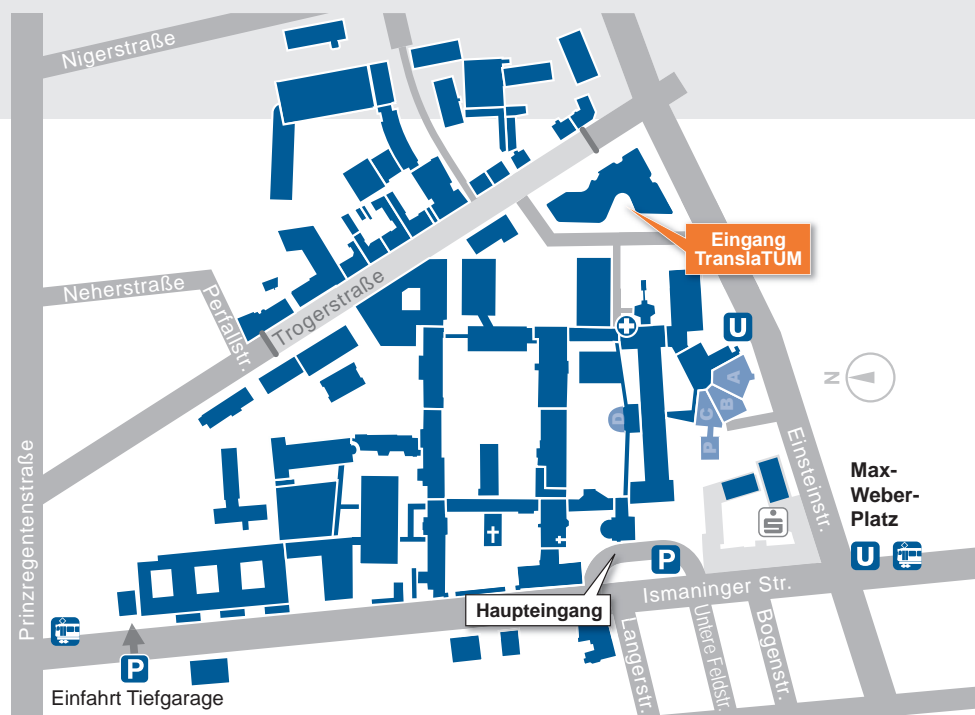 Nigerstraße
Eingang
TranslaTUM
Neherstraße
Perfallstr.
Trogerstraße
U
N
A
B
C
D
P
Prinzregentenstraße
Einsteinstr.
Max-
Weber-
Platz
S
U
P
Ismaninger Str.
Haupteingang
Langerstr.
Untere Feldstr.
Bogenstr.
P
Einfahrt Tiefgarage